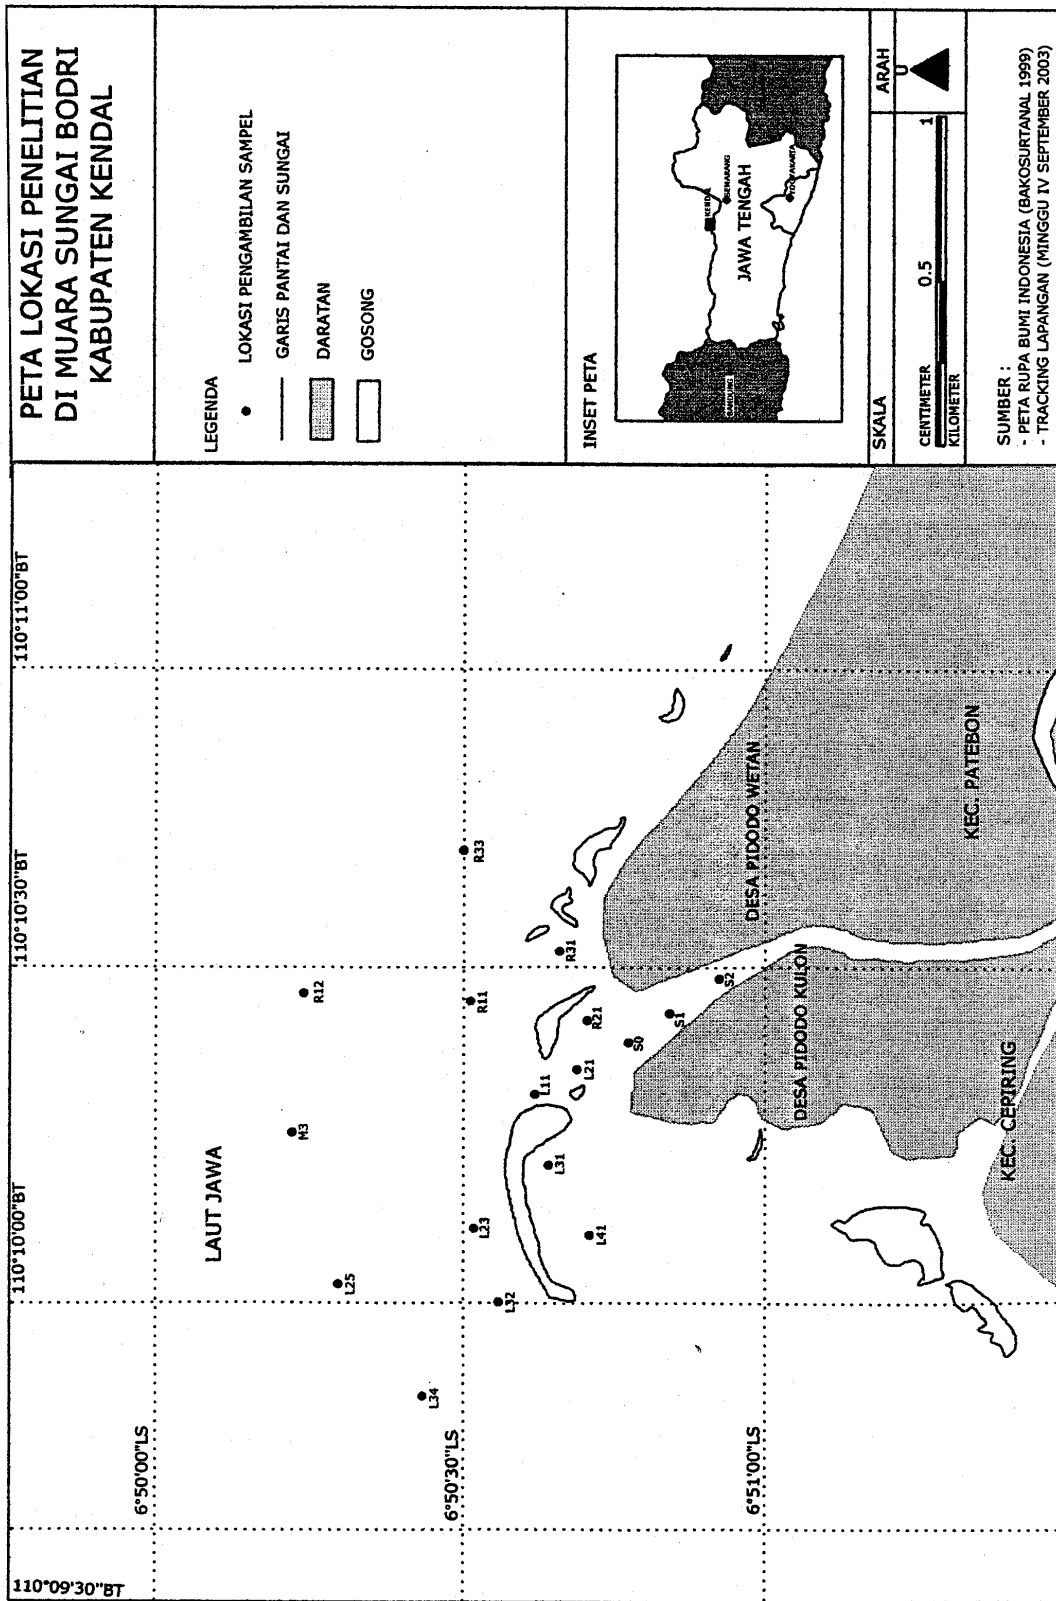 PETA LOKASI PENELITIAN
DI MUARA SUNGAI BODRI
KABUPATEN KENDAL
LEGENDA
LOKASI PENGAMBILAN SAMPEL
GARIS PANTAI DAN SUNGAI
DARATAN
GOSONG
INSET PETA
KENDAL
SEMARANG
JAWA TENGAH
YOGYAKARTA
BANDUNG
SKALA
ARAH
U
CENTIMETER
KILOMETER
0.5
1
SUMBER :
- PETA RUPA BUMI INDONESIA (BAKOSURTANAL 1999)
- TRACKING LAPANGAN (MINGGU IV SEPTEMBER 2003)
110°09'30"BT
110°10'00"BT
110°10'30"BT
110°11'00"BT
6°50'00"LS
6°50'30"LS
6°51'00"LS
LAUT JAWA
M3
R12
L25
L34
L23
R11
R33
L32
L11
L31
R31
L21
R21
L41
S0
S1
S2
DESA PIDODO WETAN
DESA PIDODO KULON
KEC. PATEBON
KEC. CEPIRING